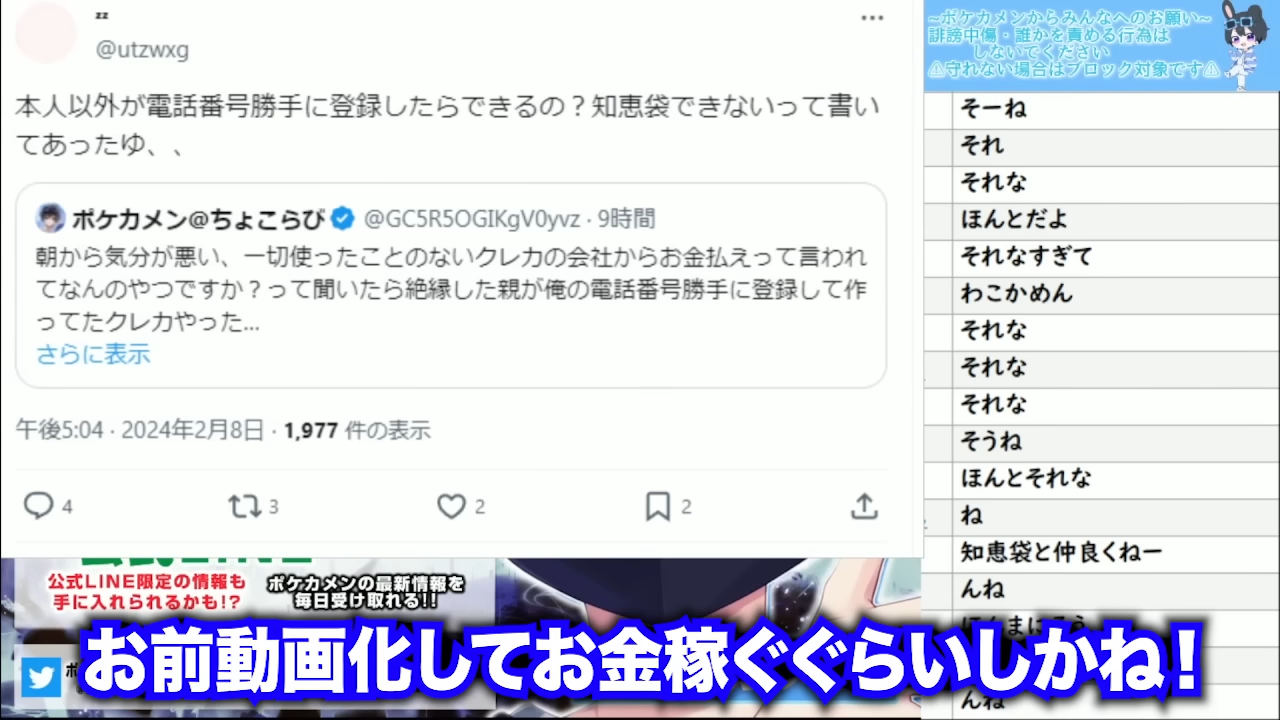 zz
@utzwxg
本人以外が電話番号勝手に登録したらできるの？知恵袋できないって書い
てあったゆ、、
ポケカメン@ちょこらび @GC5R5OGIKgV0yvz · 9時間
朝から気分が悪い、一切使ったことのないクレカの会社からお金払えって言われ
てなんのやつですか？って聞いたら絶縁した親が俺の電話番号勝手に登録して作
ってたクレカやった...
さらに表示
午後5:04 · 2024年2月8日 · 1,977 件の表示
4 3 2 2
公式LINE限定の情報も
手に入れられるかも!?
ポケカメンの最新情報を
毎日受け取れる!!
お前動画化してお金稼ぐぐらいしかね！
~ポケカメンからみんなへのお願い~
誹謗中傷・誰かを責める行為は
しないでください
⚠守れない場合はブロック対象です⚠
そーね
それ
それな
ほんとだよ
それなすぎて
わこかめん
それな
それな
それな
そうね
ほんとそれな
ね
知恵袋と仲良くねー
んね
んね